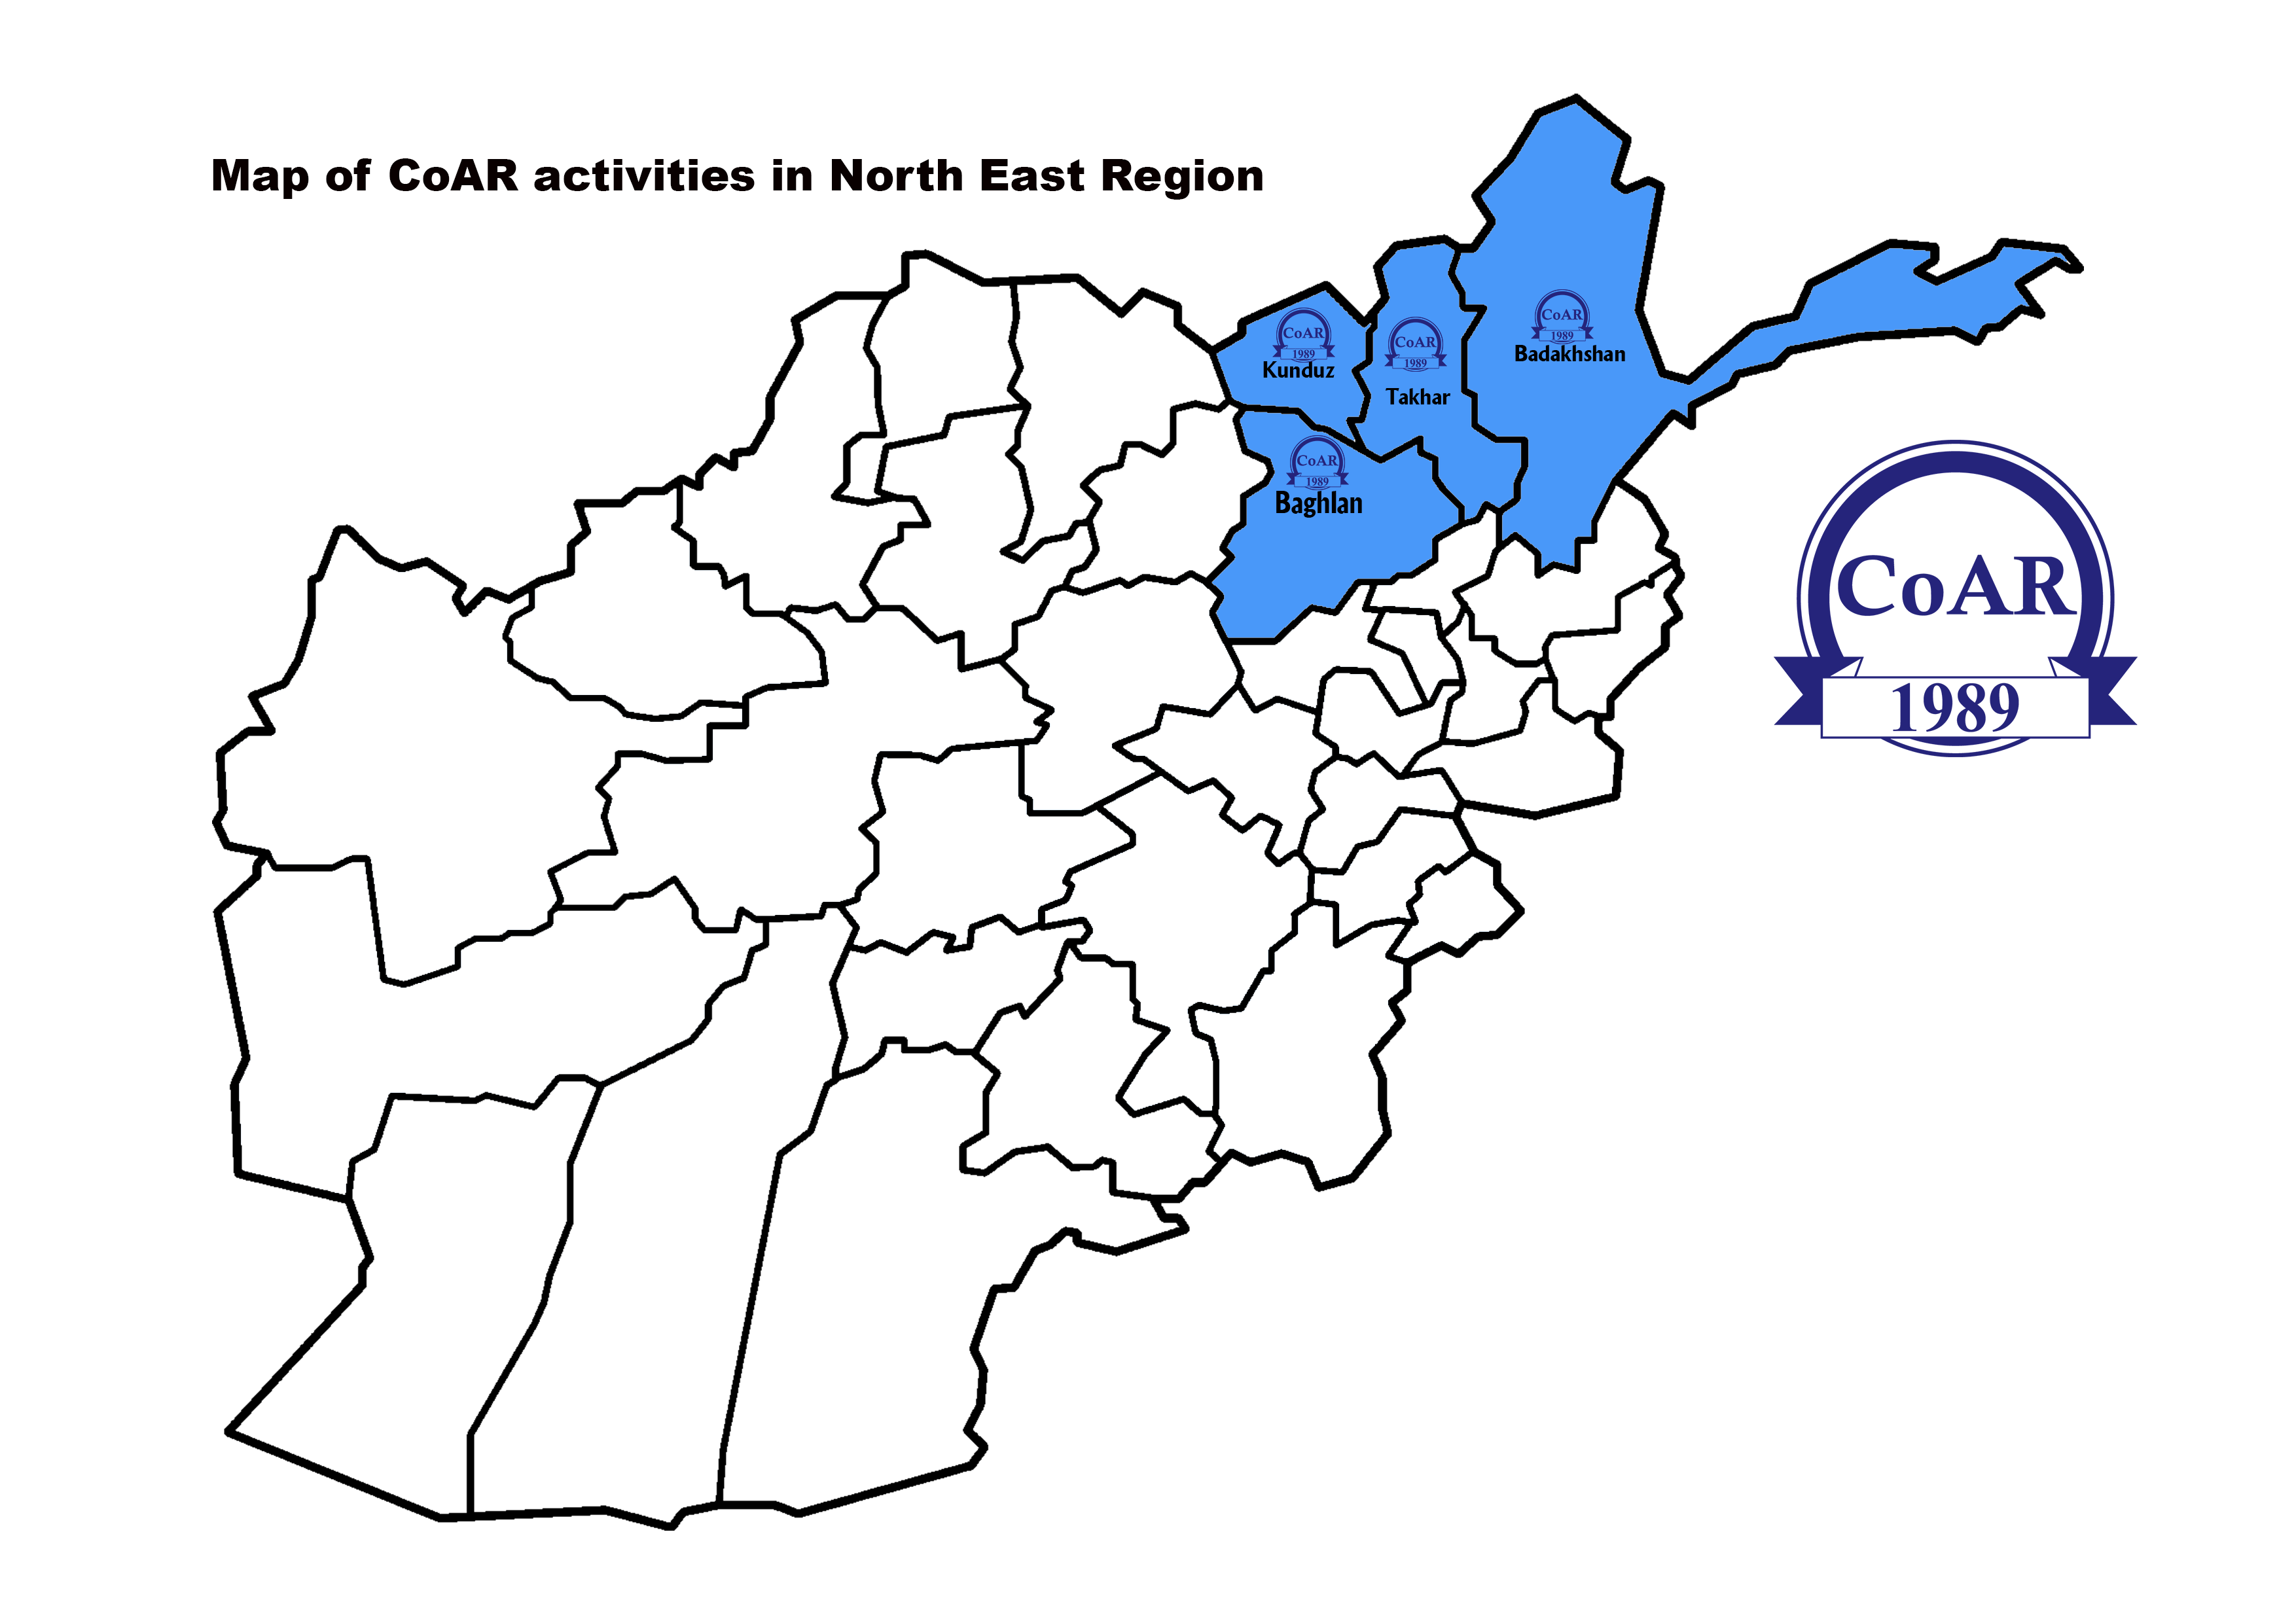 Map of CoAR activities in North East Region
CoAR
1989
Kunduz
CoAR
1989
Takhar
CoAR
1989
Badakhshan
CoAR
1989
Baghlan
CoAR
1989